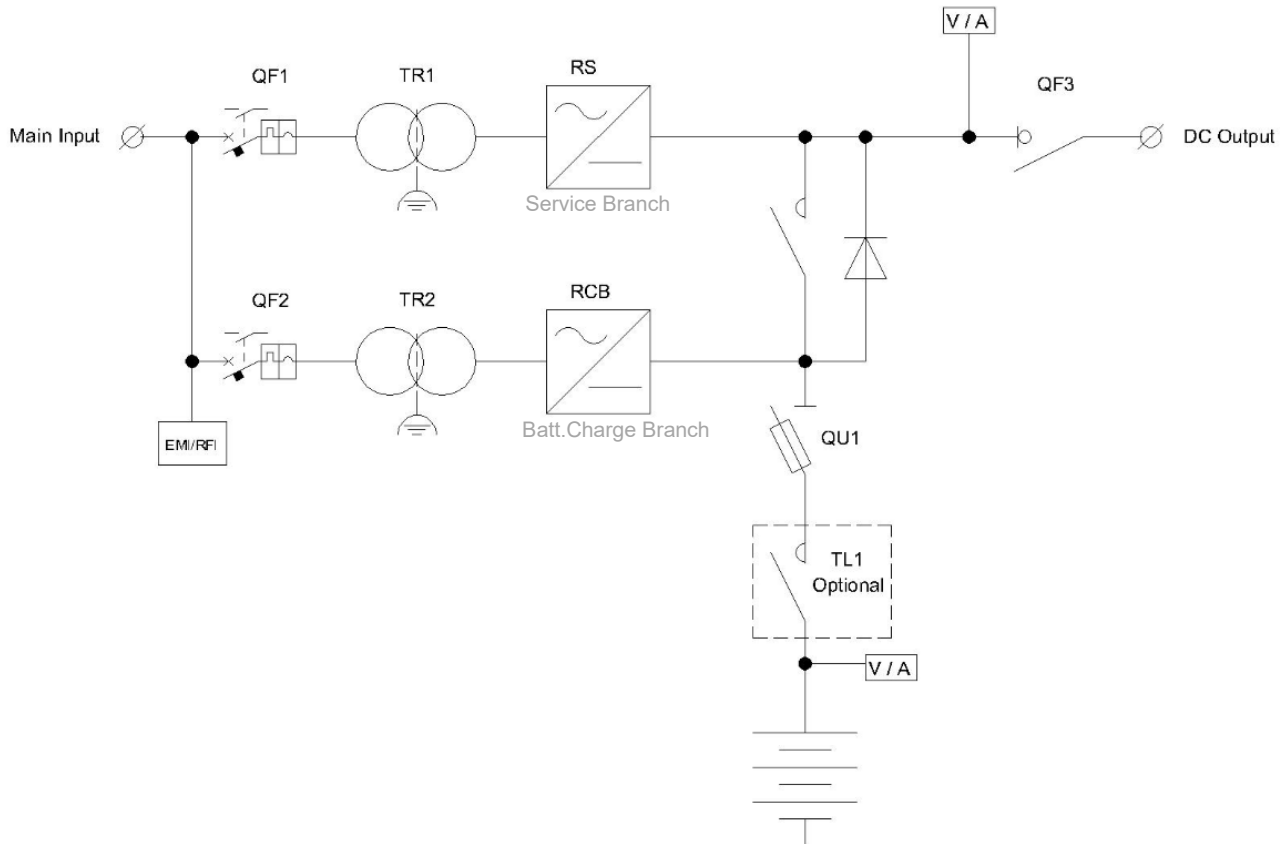 V / A
RS
QF1
TR1
QF3
Main Input
DC Output
Service Branch
QF2
TR2
RCB
EMI/RFI
Batt.Charge Branch
QU1
TL1
Optional
V / A